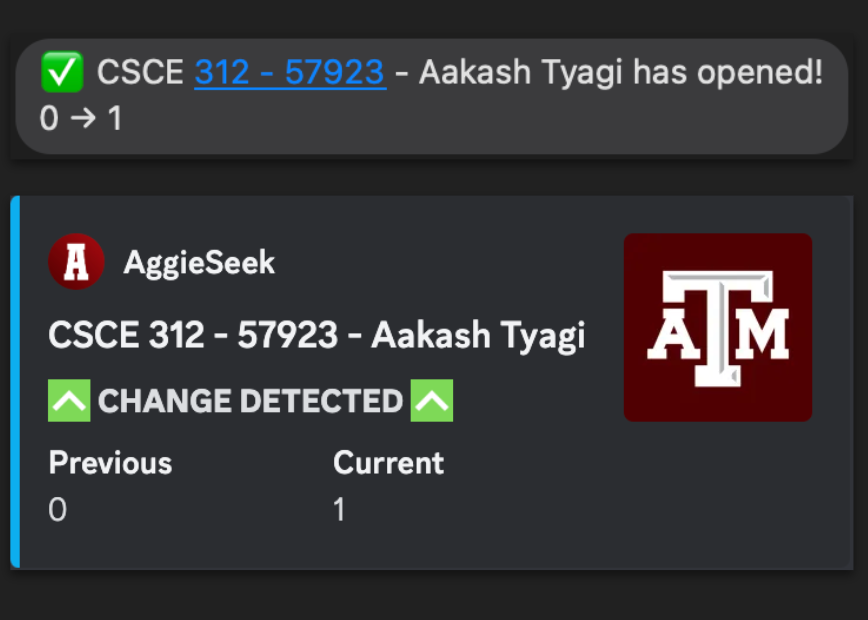 ✅ CSCE 312 - 57923 - Aakash Tyagi has opened!
0 → 1
A AggieSeek
CSCE 312 - 57923 - Aakash Tyagi
CHANGE DETECTED
Previous Current
0 1
ATM